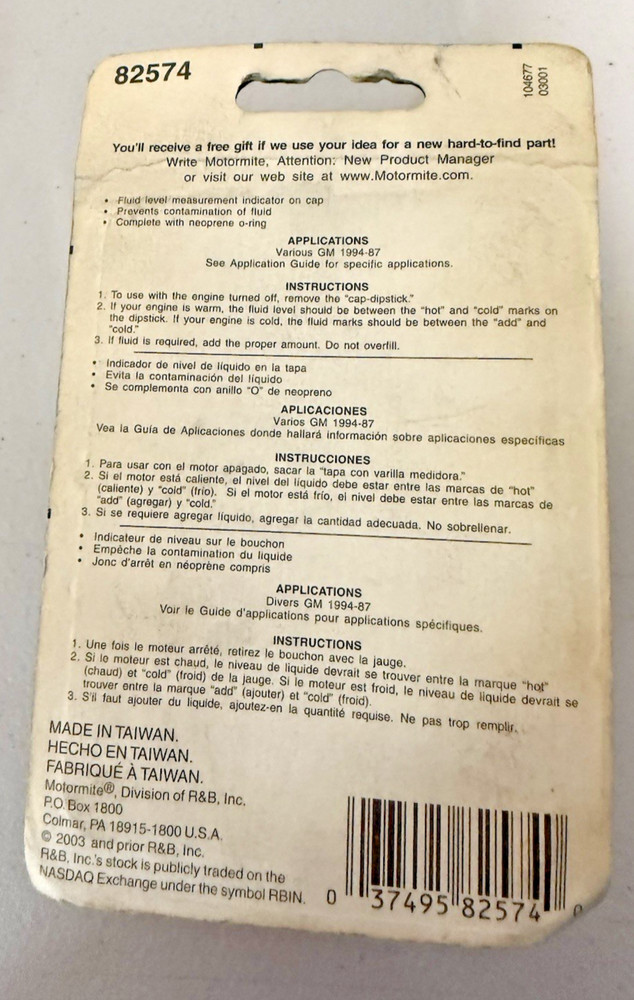 82574
104677
03001
You'll receive a free gift if we use your idea for a new hard-to-find part!
Write Motormite, Attention: New Product Manager
or visit our web site at www.Motormite.com.
• Fluid level measurement indicator on cap
• Prevents contamination of fluid
• Complete with neoprene o-ring
APPLICATIONS
Various GM 1994-87
See Application Guide for specific applications.
INSTRUCTIONS
1. To use with the engine turned off, remove the "cap-dipstick."
2. If your engine is warm, the fluid level should be between the "hot" and "cold" marks on
the dipstick. If your engine is cold, the fluid marks should be between the "add" and
"cold."
3. If fluid is required, add the proper amount. Do not overfill.
• Indicador de nivel de líquido en la tapa
• Evita la contaminación del líquido
• Se complementa con anillo "O" de neopreno
APLICACIONES
Varios GM 1994-87
Vea la Guía de Aplicaciones donde hallará información sobre aplicaciones específicas
INSTRUCCIONES
1. Para usar con el motor apagado, sacar la "tapa con varilla medidora."
2. Si el motor está caliente, el nivel del líquido debe estar entre las marcas de "hot"
(caliente) y "cold" (frío). Si el motor está frío, el nivel debe estar entre las marcas de
"add" (agregar) y "cold."
3. Si se requiere agregar líquido, agregar la cantidad adecuada. No sobrellenar.
• Indicateur de niveau sur le bouchon
• Empêche la contamination du liquide
• Jonc d'arrêt en néoprène compris
APPLICATIONS
Divers GM 1994-87
Voir le Guide d'applications pour applications spécifiques.
INSTRUCTIONS
1. Une fois le moteur arrêté, retirez le bouchon avec la jauge.
2. Si le moteur est chaud, le niveau de liquide devrait se trouver entre la marque "hot"
(chaud) et "cold" (froid) de la jauge. Si le moteur est froid, le niveau de liquide devrait se
trouver entre la marque "add" (ajouter) et "cold" (froid).
3. S'il faut ajouter du liquide, ajoutez-en la quantité requise. Ne pas trop remplir.
MADE IN TAIWAN.
HECHO EN TAIWAN.
FABRIQUÉ À TAIWAN.
Motormite®, Division of R&B, Inc.
P.O. Box 1800
Colmar, PA 18915-1800 U.S.A.
© 2003 and prior R&B, Inc.
R&B, Inc.'s stock is publicly traded on the
NASDAQ Exchange under the symbol RBIN.
0 37495 82574 0